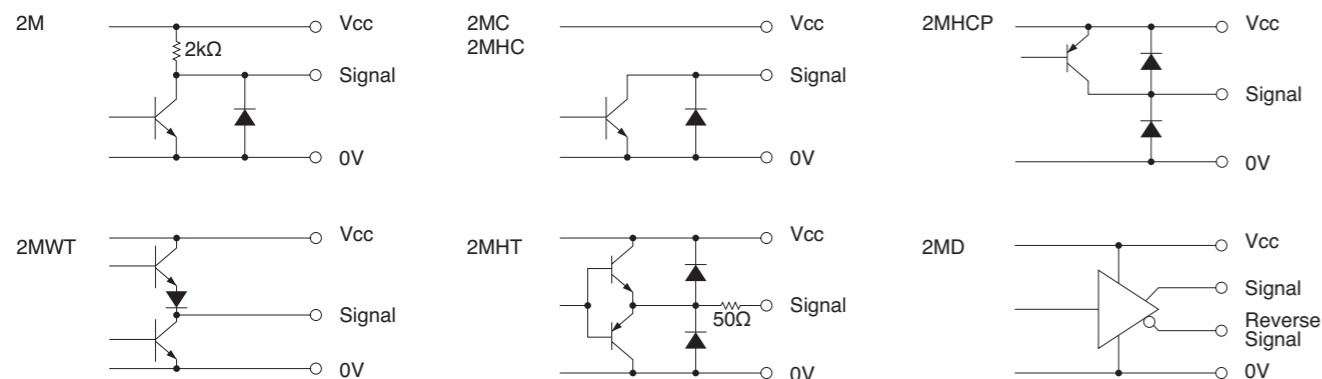 2M
Vcc
2kΩ
Signal
0V
2MC
2MHC
Vcc
Signal
0V
2MHCP
Vcc
Signal
0V
2MWT
Vcc
Signal
0V
2MHT
Vcc
Signal
50Ω
0V
2MD
Vcc
Signal
Reverse
Signal
0V